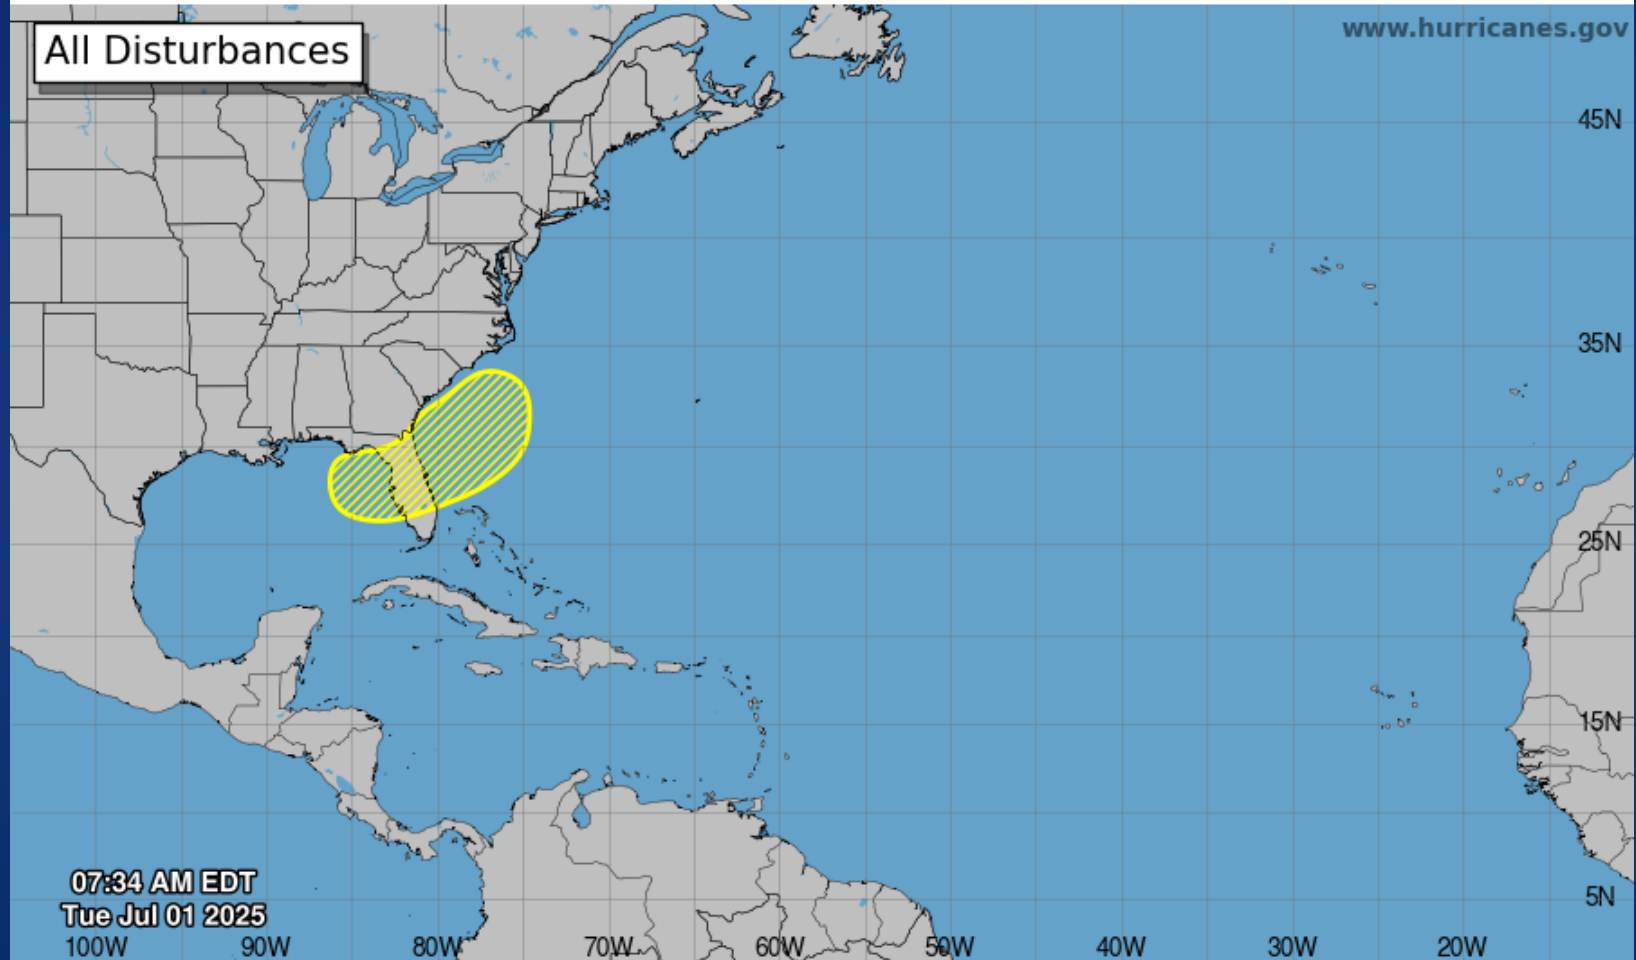 All Disturbances
www.hurricanes.gov
45N
35N
25N
15N
5N
07:34 AM EDT
Tue Jul 01 2025
100W 90W 80W 70W 60W 50W 40W 30W 20W